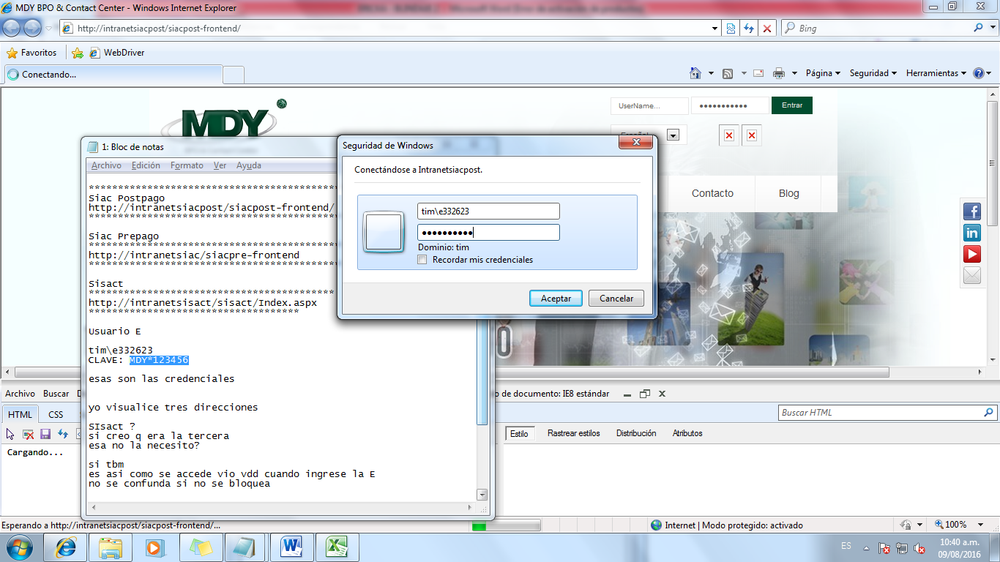 MDY BPO & Contact Center - Windows Internet Explorer
http://intranetsiacpost/siacpost-frontend/
Bing
Favoritos
WebDriver
Conectando...
Página
Seguridad
Herramientas
MDY
UserName...
•••••••••••
Entrar
Español
Contacto
Blog
1: Bloc de notas
Archivo Edición Formato Ver Ayuda
Siac Postpago
http://intranetsiacpost/siacpost-frontend/
Siac Prepago
http://intranetsiac/siacpre-frontend
Sisact
http://intranetsisact/sisact/Index.aspx
Usuario E
tim\e332623
CLAVE: MDY*123456
esas son las credenciales
yo visualice tres direcciones
SIsact ?
si creo q era la tercera
esa no la necesito?
si tbm
es asi como se accede vio vdd cuando ingrese la E
no se confunda si no se bloquea
Seguridad de Windows
Conectándose a Intranetsiacpost.
tim\e332623
••••••••••
Dominio: tim
Recordar mis credenciales
Aceptar
Cancelar
Archivo Buscar
o de documento: IE8 estándar
HTML CSS
Buscar HTML
Cargando...
Estilo Rastrear estilos Distribución Atributos
Esperando a http://intranetsiacpost/siacpost-frontend/...
Internet | Modo protegido: activado
100%
ES
10:40 a.m.
09/08/2016